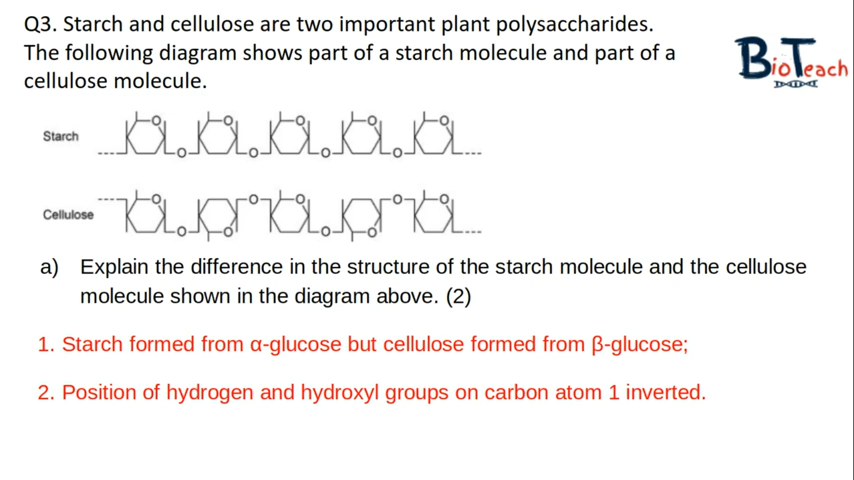 Q3. Starch and cellulose are two important plant polysaccharides.
The following diagram shows part of a starch molecule and part of a
cellulose molecule.
BioTeach
Starch
O O O O O
O O O O
Cellulose
O O O O O
O O O O
a) Explain the difference in the structure of the starch molecule and the cellulose
molecule shown in the diagram above. (2)
1. Starch formed from α-glucose but cellulose formed from β-glucose;
2. Position of hydrogen and hydroxyl groups on carbon atom 1 inverted.